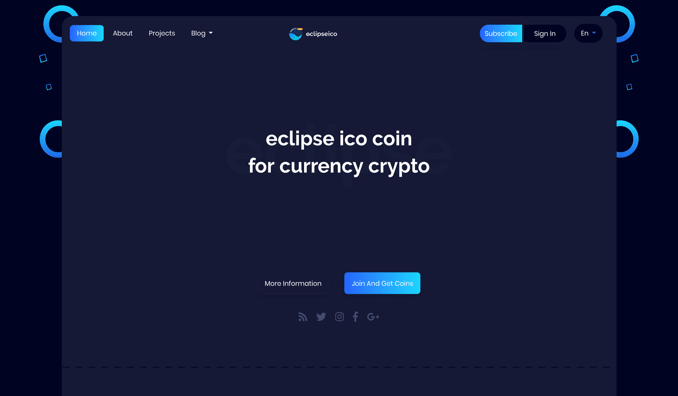 Home About Projects Blog eclipseico Subscribe Sign In En
eclipse ico coin
for currency crypto
More Information Join And Get Coins